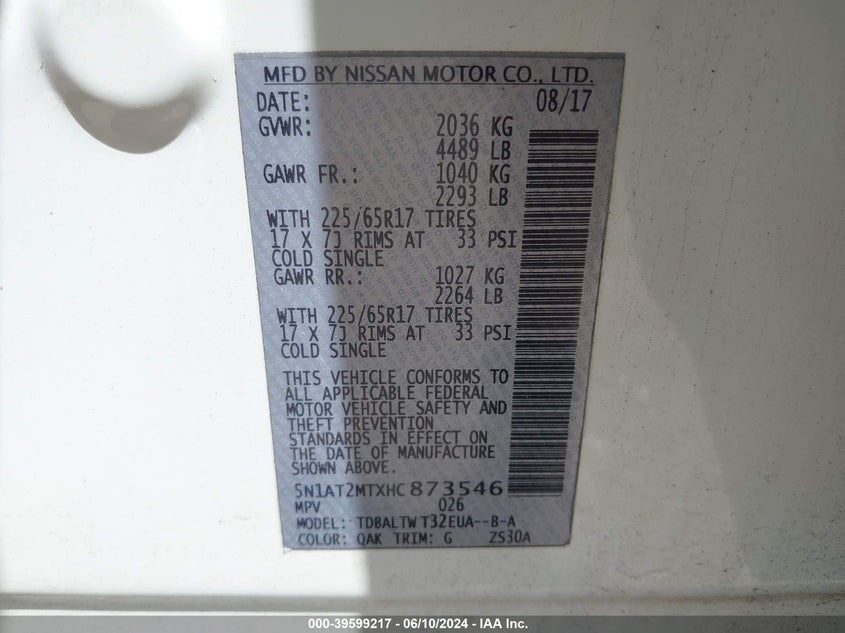 MFD BY NISSAN MOTOR CO., LTD.
DATE: 08/17
GVWR: 2036 KG
4489 LB
GAWR FR.: 1040 KG
2293 LB
WITH 225/65R17 TIRES
17 X 7J RIMS AT 33 PSI
COLD SINGLE
GAWR RR.: 1027 KG
2264 LB
WITH 225/65R17 TIRES
17 X 7J RIMS AT 33 PSI
COLD SINGLE
THIS VEHICLE CONFORMS TO
ALL APPLICABLE FEDERAL
MOTOR VEHICLE SAFETY AND
THEFT PREVENTION
STANDARDS IN EFFECT ON
THE DATE OF MANUFACTURE
SHOWN ABOVE.
5N1AT2MTXHC873546
MPV 026
MODEL: TDBALTW T32EUA--B-A
COLOR: QAK TRIM: G ZS30A
000-39599217 - 06/10/2024 - IAA Inc.